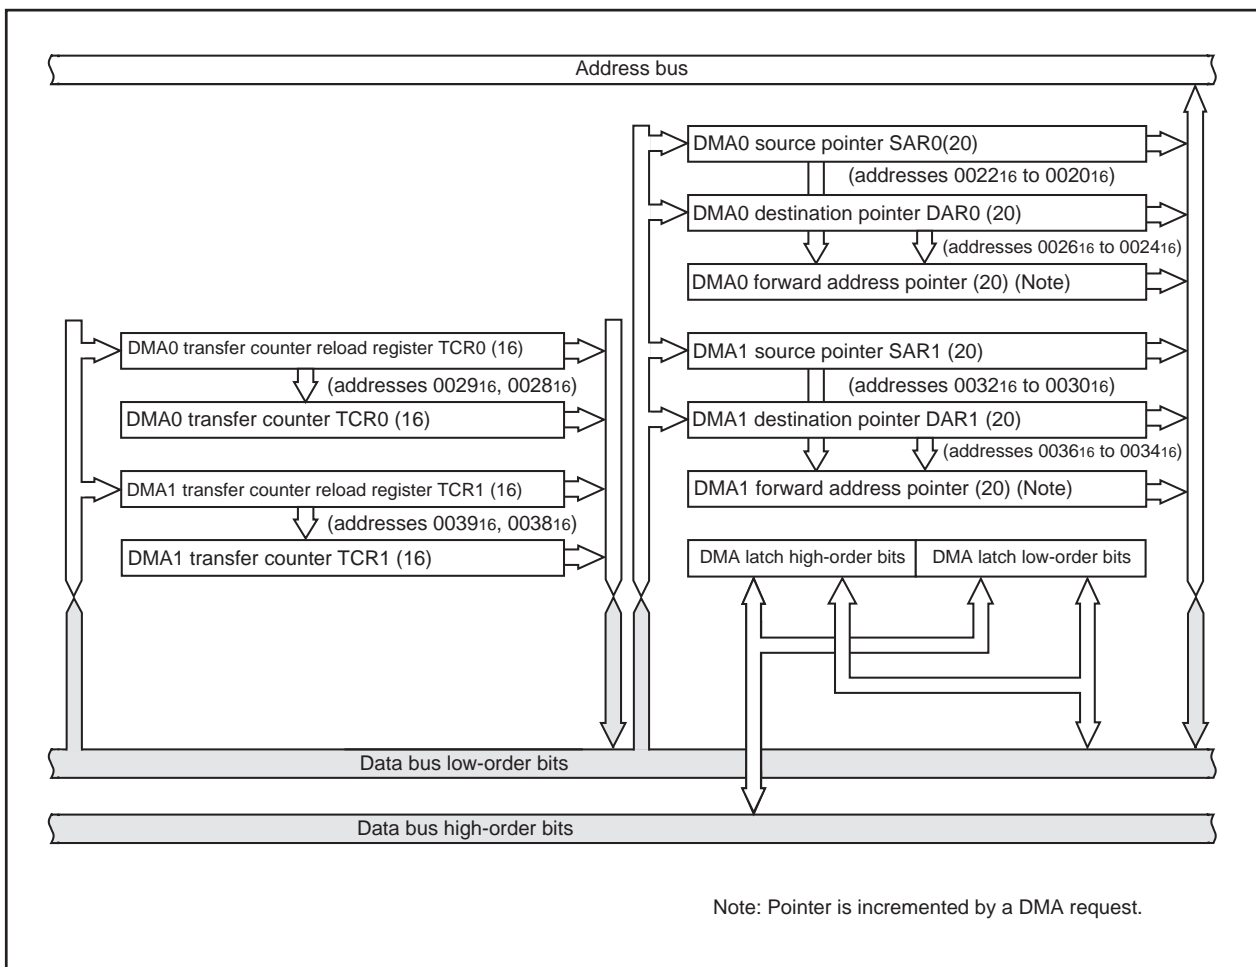 Address bus
DMA0 source pointer SAR0(20)
(addresses 0022₁₆ to 0020₁₆)
DMA0 destination pointer DAR0 (20)
(addresses 0026₁₆ to 0024₁₆)
DMA0 forward address pointer (20) (Note)
DMA0 transfer counter reload register TCR0 (16)
(addresses 0029₁₆, 0028₁₆)
DMA0 transfer counter TCR0 (16)
DMA1 transfer counter reload register TCR1 (16)
(addresses 0039₁₆, 0038₁₆)
DMA1 transfer counter TCR1 (16)
DMA1 source pointer SAR1 (20)
(addresses 0032₁₆ to 0030₁₆)
DMA1 destination pointer DAR1 (20)
(addresses 0036₁₆ to 0034₁₆)
DMA1 forward address pointer (20) (Note)
DMA latch high-order bits
DMA latch low-order bits
Data bus low-order bits
Data bus high-order bits
Note: Pointer is incremented by a DMA request.